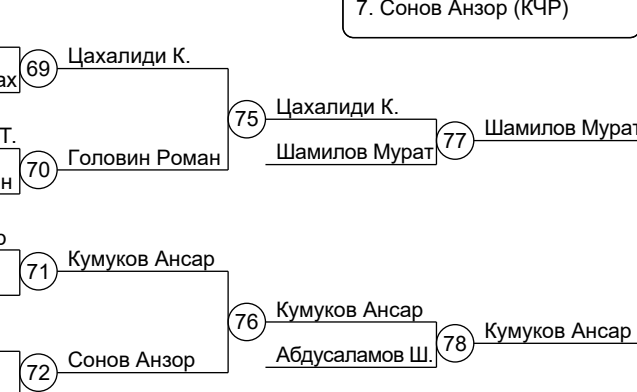 7. Сонов Анзор (КЧР)
69
Цахалиди К.
75
Цахалиди К.
Шамилов Мурат
77
Шамилов Мурат
70
Головин Роман
71
Кумуков Ансар
76
Кумуков Ансар
Абдусаламов Ш.
78
Кумуков Ансар
72
Сонов Анзор